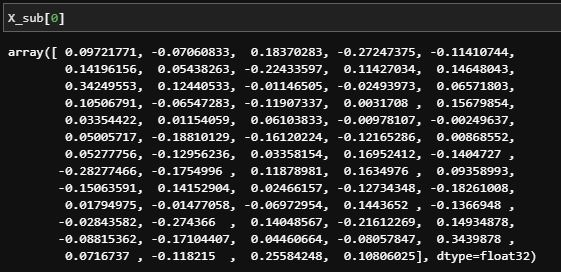 X_sub[0]
array([ 0.09721771, -0.07060833,  0.18370283, -0.27247375, -0.11410744,
        0.14196156,  0.05438263, -0.22433597,  0.11427034,  0.14648043,
        0.34249553,  0.12440533, -0.01146505, -0.02493973,  0.06571803,
        0.10506791, -0.06547283, -0.11907337,  0.0031708 ,  0.15679854,
        0.03354422,  0.01154059,  0.06103833, -0.00978107, -0.00249637,
        0.05005717, -0.18810129, -0.16120224, -0.12165286,  0.00868552,
        0.05277756, -0.12956236,  0.03358154,  0.16952412, -0.1404727 ,
       -0.28277466, -0.1754996 ,  0.11878981,  0.1634976 ,  0.09358993,
       -0.15063591,  0.14152904,  0.02466157, -0.12734348, -0.18261008,
        0.01794975, -0.01477058, -0.06972954,  0.1443652 , -0.1366948 ,
       -0.02843582, -0.274366  ,  0.14048567, -0.21612269,  0.14934878,
       -0.08815362, -0.17104407,  0.04460664, -0.08057847,  0.3439878 ,
        0.0716737 , -0.118215  ,  0.25584248,  0.10806025], dtype=float32)